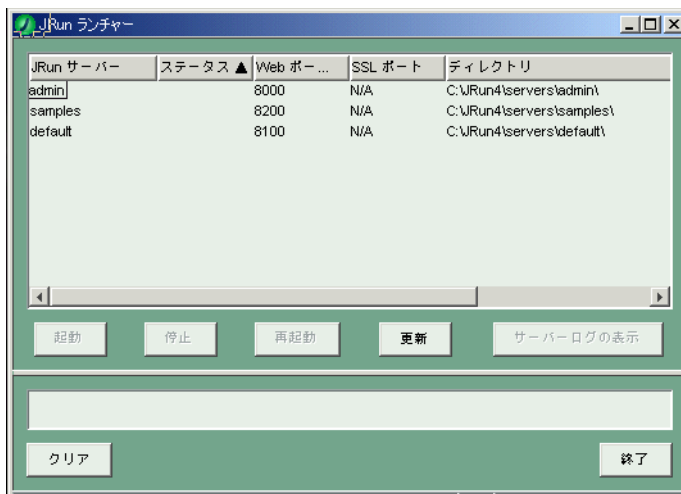 JRun ランチャー
JRun サーバー ステータス ▲ Web ポー... SSL ポート ディレクトリ
admin 8000 N/A C:\JRun4\servers\admin\
samples 8200 N/A C:\JRun4\servers\samples\
default 8100 N/A C:\JRun4\servers\default\
起動 停止 再起動 更新 サーバーログの表示
クリア 終了